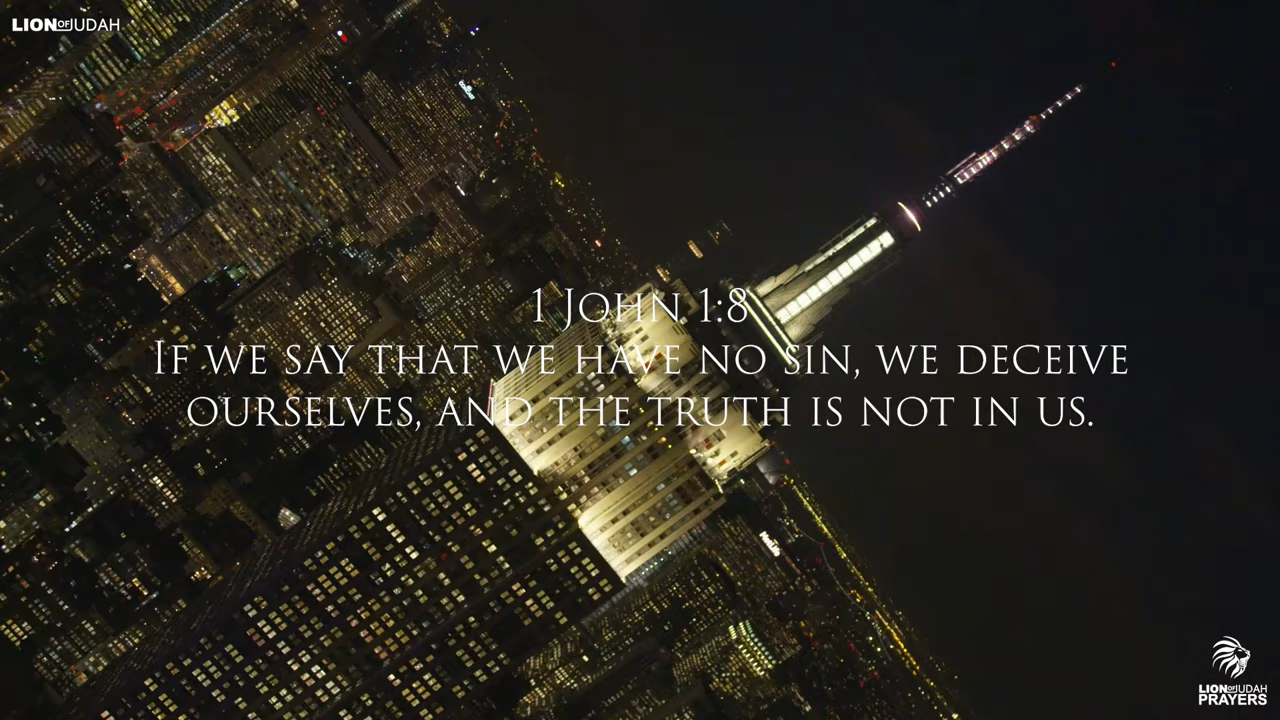 LION OF JUDAH
1 John 1:8
If we say that we have no sin, we deceive
ourselves, and the truth is not in us.
LION OF JUDAH
PRAYERS